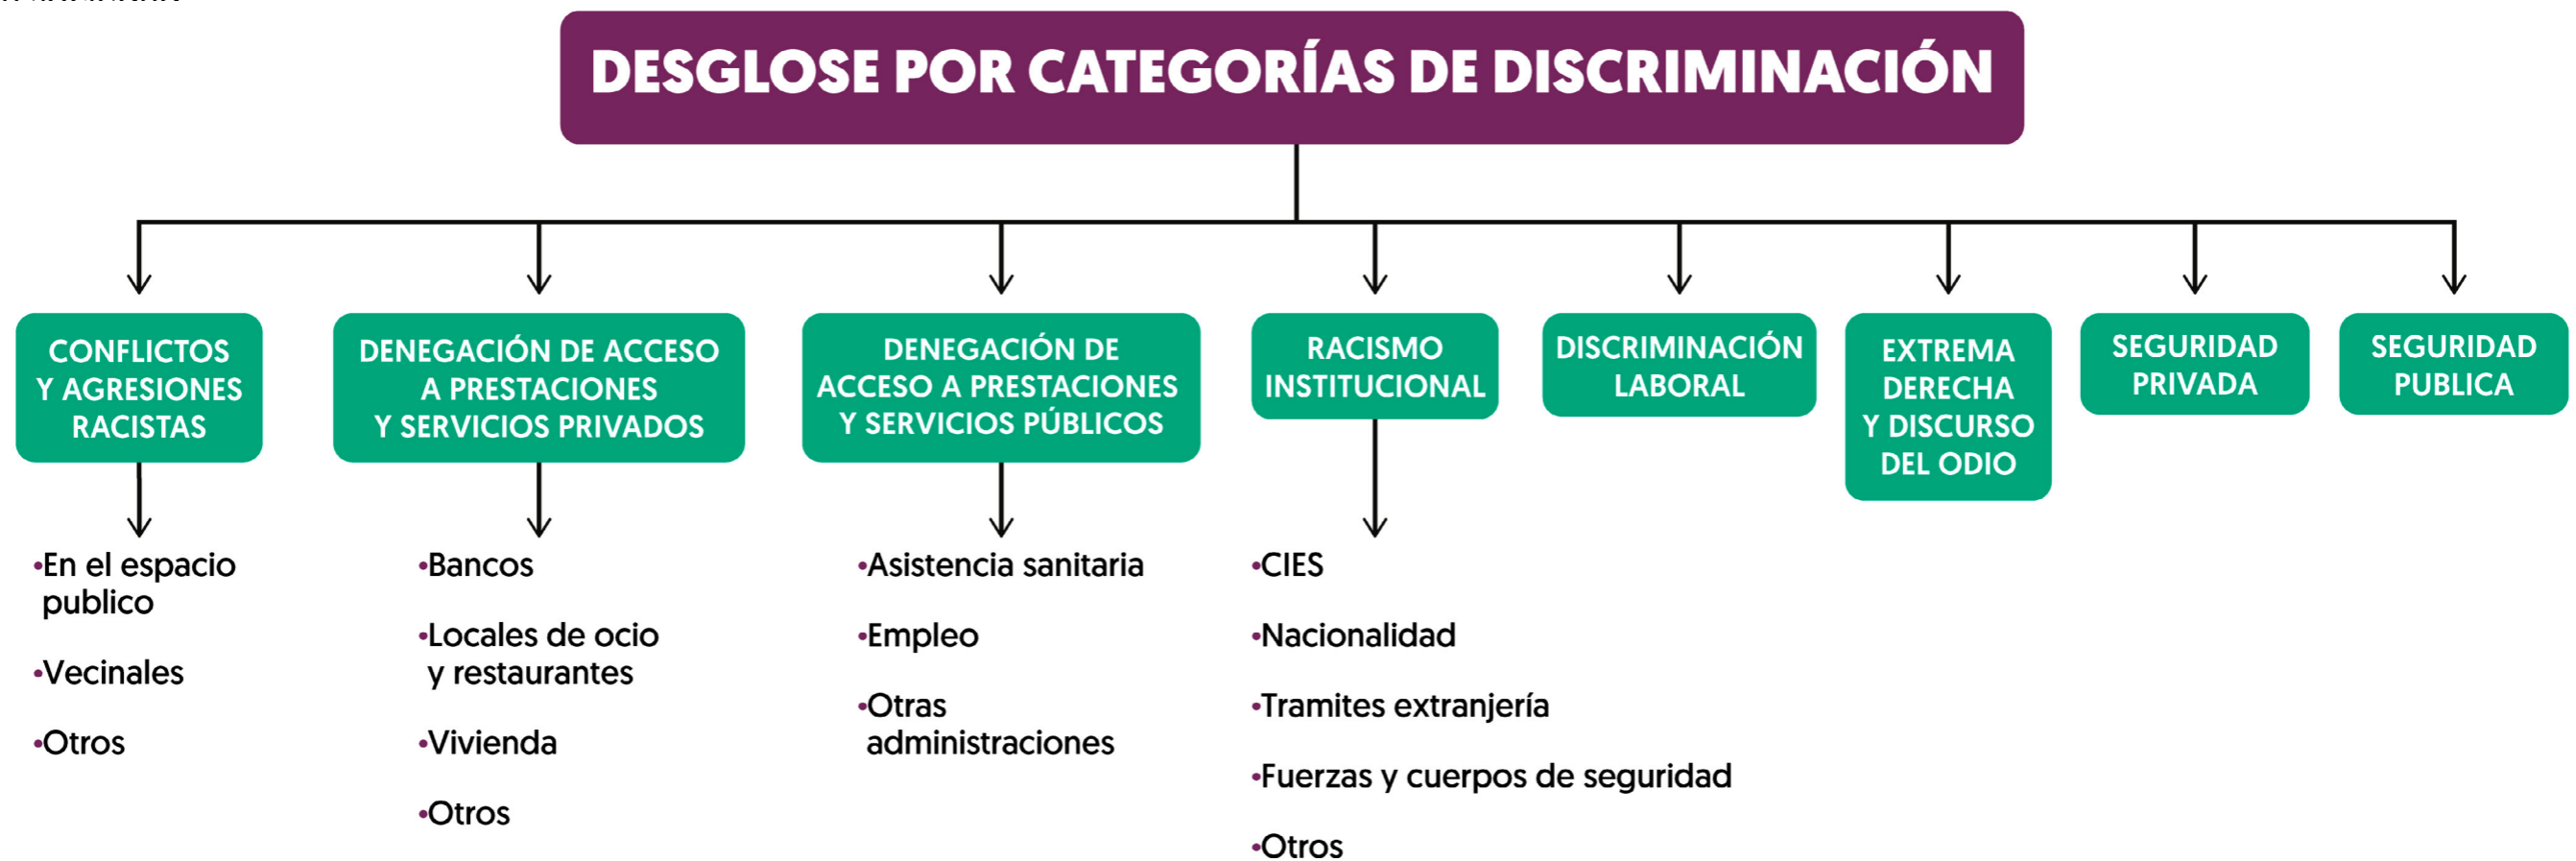 DESGLOSE POR CATEGORÍAS DE DISCRIMINACIÓN
CONFLICTOS
Y AGRESIONES
RACISTAS
•En el espacio
publico
•Vecinales
•Otros
DENEGACIÓN DE ACCESO
A PRESTACIONES
Y SERVICIOS PRIVADOS
•Bancos
•Locales de ocio
y restaurantes
•Vivienda
•Otros
DENEGACIÓN DE
ACCESO A PRESTACIONES
Y SERVICIOS PÚBLICOS
•Asistencia sanitaria
•Empleo
•Otras
administraciones
RACISMO
INSTITUCIONAL
•CIES
•Nacionalidad
•Tramites extranjería
•Fuerzas y cuerpos de seguridad
•Otros
DISCRIMINACIÓN
LABORAL
EXTREMA
DERECHA
Y DISCURSO
DEL ODIO
SEGURIDAD
PRIVADA
SEGURIDAD
PUBLICA